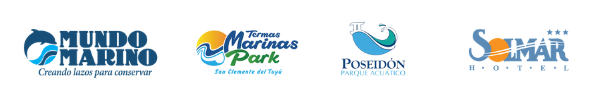 MUNDO
MARINO
Creando lazos para conservar
Termas
Marinas
Park
San Clemente del Tuyú
POSEIDÓN
PARQUE ACUÁTICO
SOLMAR
HOTEL